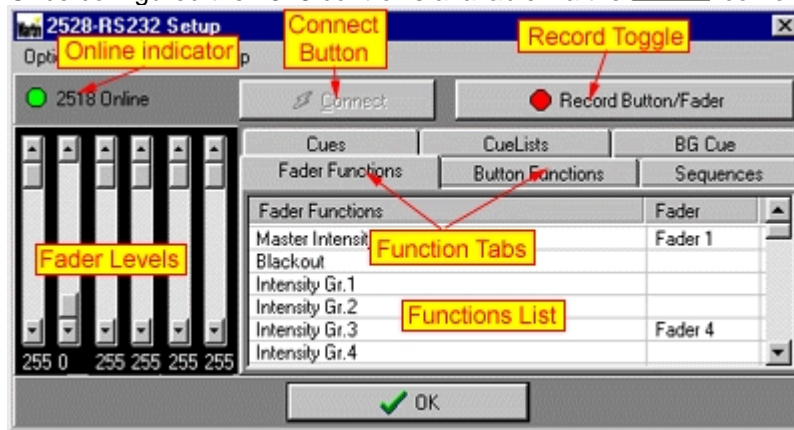 2528-RS232 Setup
Online indicator
Connect Button
Record Toggle
2518 Online
Connect
Record Button/Fader
Cues
CueLists
BG Cue
Fader Functions
Button Functions
Sequences
Fader Functions
Fader
Master Intensit
Fader 1
Function Tabs
Blackout
Fader Levels
Intensity Gr.1
Intensity Gr.2
Functions List
Intensity Gr.3
Fader 4
Intensity Gr.4
255 0 255 255 255 255
OK